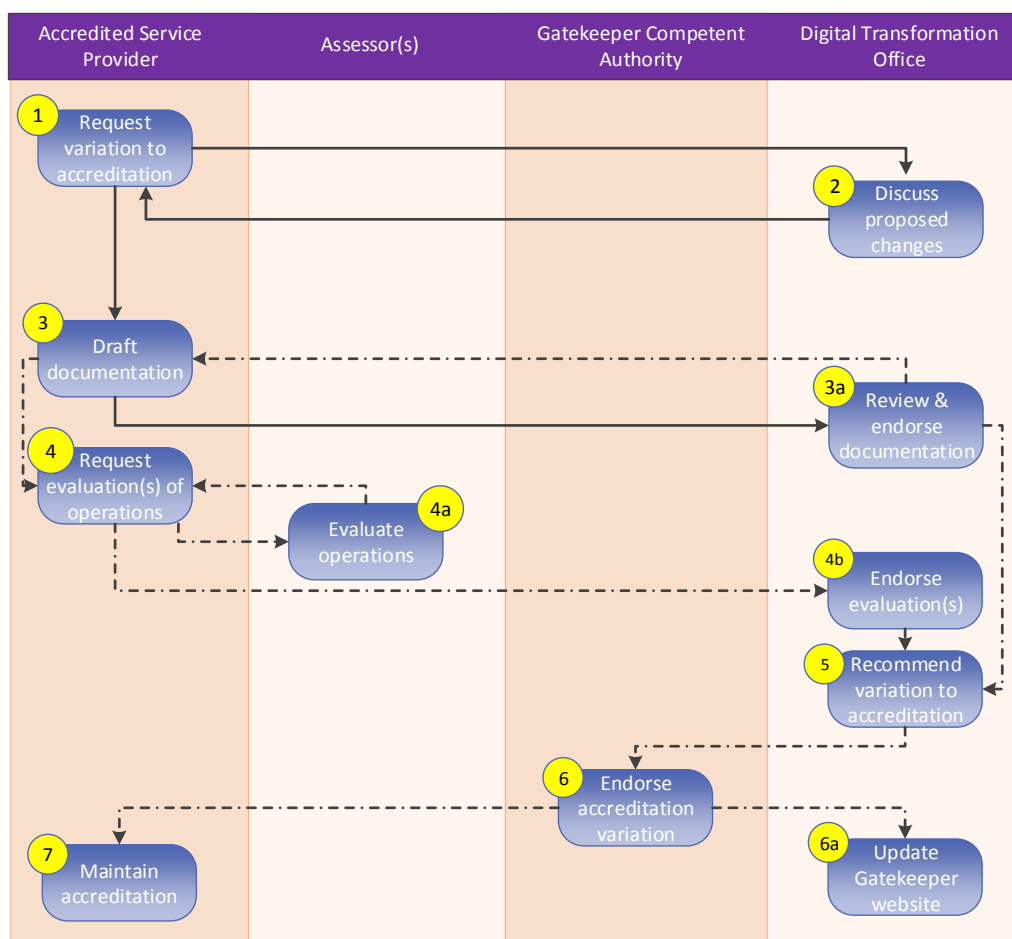 Accredited Service
Provider
Assessor(s)
Gatekeeper Competent
Authority
Digital Transformation
Office
1
Request
variation to
accreditation
2
Discuss
proposed
changes
3
Draft
documentation
3a
Review &
endorse
documentation
4
Request
evaluation(s) of
operations
4a
Evaluate
operations
4b
Endorse
evaluation(s)
5
Recommend
variation to
accreditation
6
Endorse
accreditation
variation
6a
Update
Gatekeeper
website
7
Maintain
accreditation